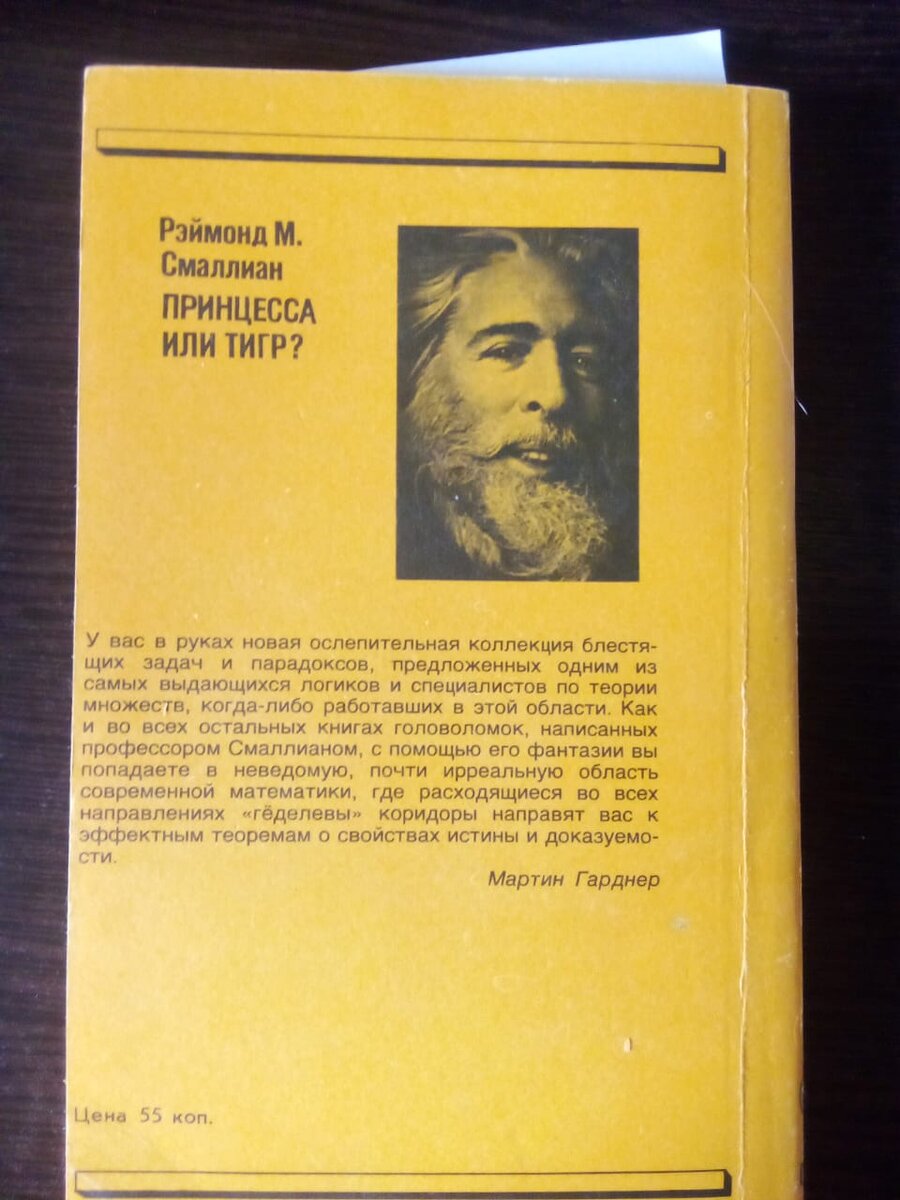 Рэймонд М.
Смаллиан
ПРИНЦЕССА
ИЛИ ТИГР?
У вас в руках новая ослепительная коллекция блестя-
щих задач и парадоксов, предложенных одним из
самых выдающихся логиков и специалистов по теории
множеств, когда-либо работавших в этой области. Как
и во всех остальных книгах головоломок, написанных
профессором Смаллианом, с помощью его фантазии вы
попадаете в неведомую, почти ирреальную область
современной математики, где расходящиеся во всех
направлениях «гёделевы» коридоры направят вас к
эффектным теоремам о свойствах истины и доказуемо-
сти.
Мартин Гарднер
Цена 55 коп.